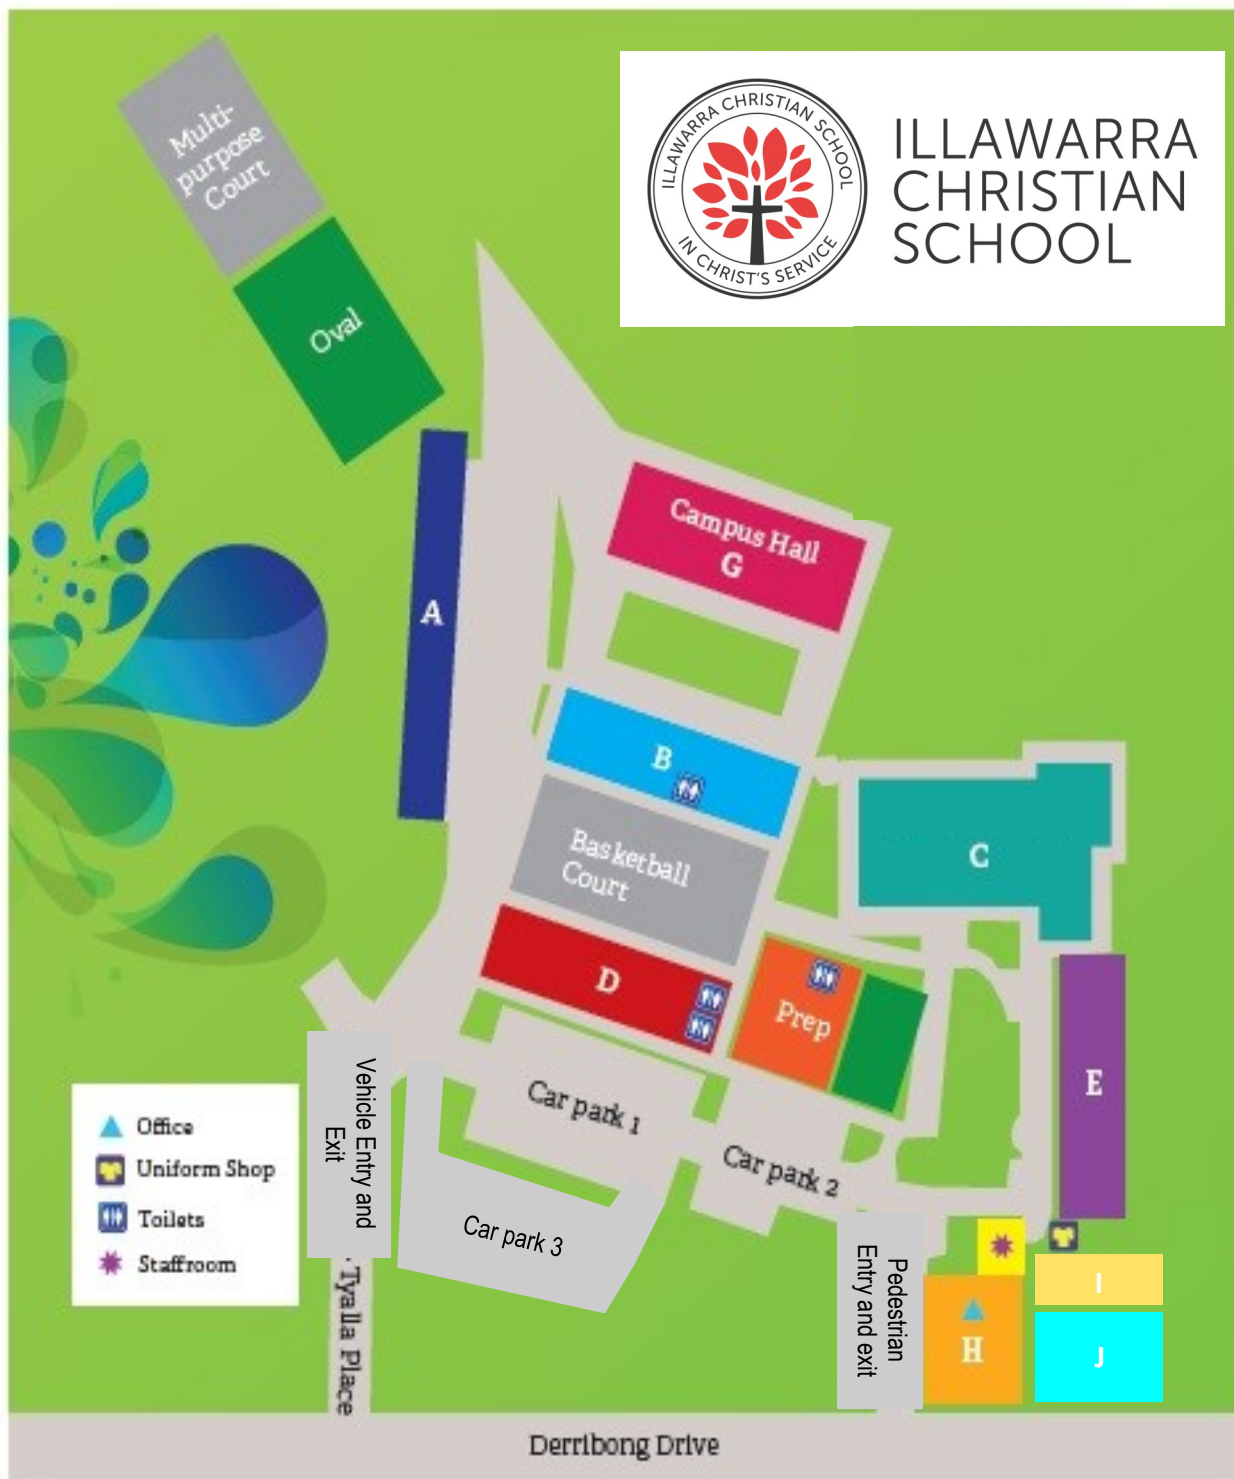 Multi-
purpose
Court
ILLAWARRA CHRISTIAN SCHOOL
IN CHRIST'S SERVICE
ILLAWARRA
CHRISTIAN
SCHOOL
Oval
Campus Hall
G
A
B
Basketball
Court
C
D
Prep
E
Car park 1
Car park 2
Car park 3
Vehicle Entry and
Exit
Office
Uniform Shop
Toilets
Staffroom
Tyalla Place
Pedestrian
Entry and exit
H
I
J
Derribong Drive